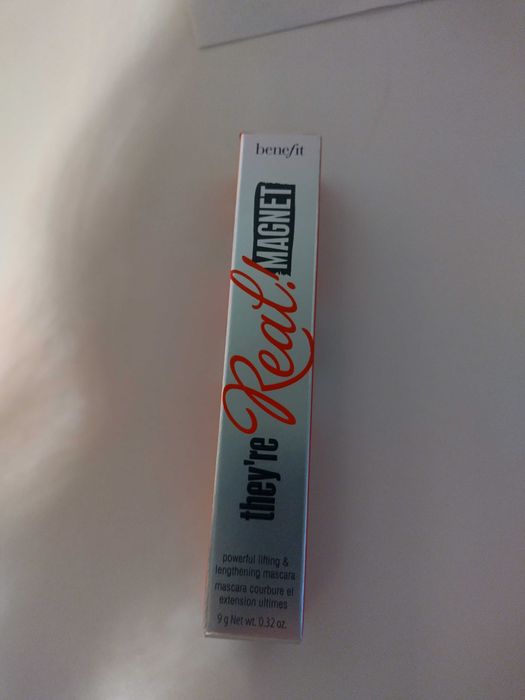 benefit
they're Real! MAGNET
powerful lifting &
lengthening mascara
mascara courbure et
extension ultimes
9 g Net wt. 0.32 oz.